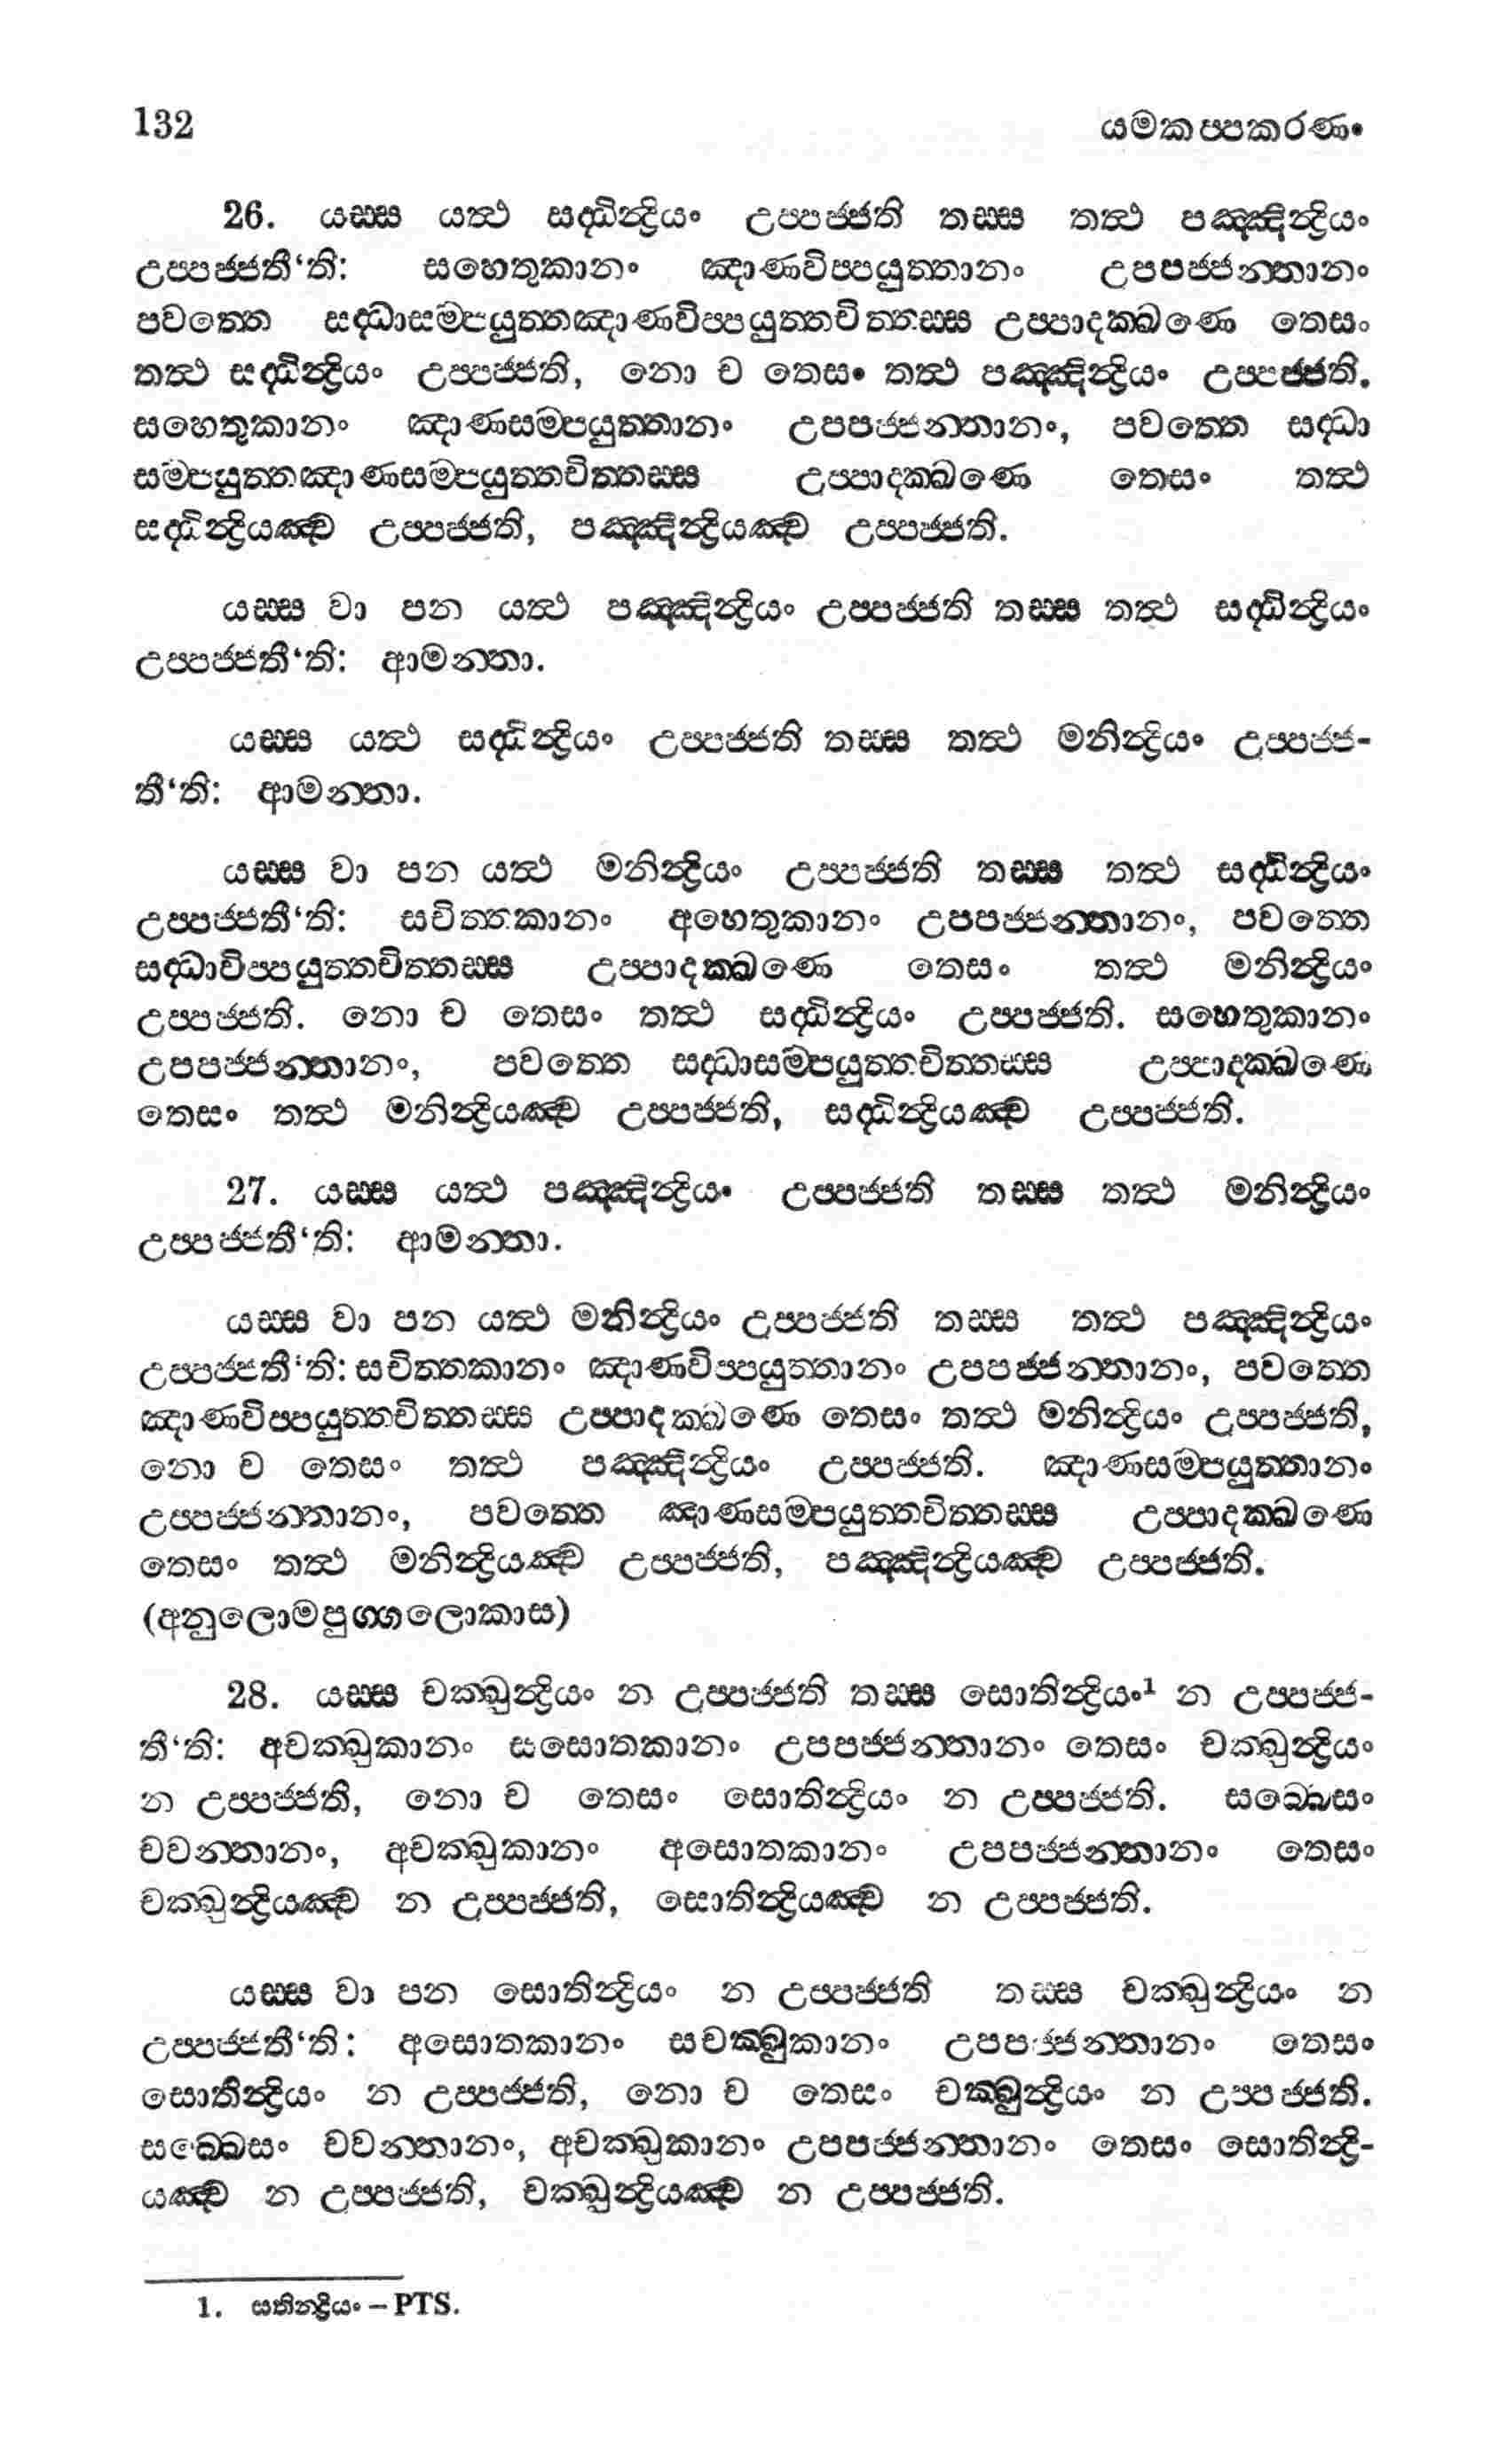 132 යමකප්පකරණං
26. යස්ස යත්ථ සද්ධින්ද්‍රියං උප්පජ්ජති තස්ස තත්ථ පඤ්ඤින්ද්‍රියං
උප්පජ්ජතී‘ති: සහෙතුකානං ඤාණවිප්පයුත්තානං උපපජ්ජන්තානං
පවත්තෙ සද්ධාසම්පයුත්තඤාණවිප්පයුත්තචිත්තස්ස උප්පාදක්ඛණෙ තෙසං
තත්ථ සද්ධින්ද්‍රියං උප්පජ්ජති, නො ච තෙසං තත්ථ පඤ්ඤින්ද්‍රියං උප්පජ්ජති.
සහෙතුකානං ඤාණසම්පයුත්තානං උපපජ්ජන්තානං, පවත්තෙ සද්ධා
සම්පයුත්තඤාණසම්පයුත්තචිත්තස්ස උප්පාදක්ඛණෙ තෙසං තත්ථ
සද්ධින්ද්‍රියඤ්ච උප්පජ්ජති, පඤ්ඤින්ද්‍රියඤ්ච උප්පජ්ජති.
යස්ස වා පන යත්ථ පඤ්ඤින්ද්‍රියං උප්පජ්ජති තස්ස තත්ථ සද්ධින්ද්‍රියං
උප්පජ්ජතී‘ති: ආමන්තා.
යස්ස යත්ථ සද්ධින්ද්‍රියං උප්පජ්ජති තස්ස තත්ථ මනින්ද්‍රියං උප්පජ්ජ-
තී‘ති: ආමන්තා.
යස්ස වා පන යත්ථ මනින්ද්‍රියං උප්පජ්ජති තස්ස තත්ථ සද්ධින්ද්‍රියං
උප්පජ්ජතී‘ති: සචිත්තකානං අහෙතුකානං උපපජ්ජන්තානං, පවත්තෙ
සද්ධාවිප්පයුත්තචිත්තස්ස උප්පාදක්ඛණෙ තෙසං තත්ථ මනින්ද්‍රියං
උප්පජ්ජති. නො ච තෙසං තත්ථ සද්ධින්ද්‍රියං උප්පජ්ජති. සහෙතුකානං
උපපජ්ජන්තානං, පවත්තෙ සද්ධාසම්පයුත්තචිත්තස්ස උප්පාදක්ඛණෙ
තෙසං තත්ථ මනින්ද්‍රියඤ්ච උප්පජ්ජති, සද්ධින්ද්‍රියඤ්ච උප්පජ්ජති.
27. යස්ස යත්ථ පඤ්ඤින්ද්‍රියං උප්පජ්ජති තස්ස තත්ථ මනින්ද්‍රියං
උප්පජ්ජතී‘ති: ආමන්තා.
යස්ස වා පන යත්ථ මනින්ද්‍රියං උප්පජ්ජති තස්ස තත්ථ පඤ්ඤින්ද්‍රියං
උප්පජ්ජතී‘ති: සචිත්තකානං ඤාණවිප්පයුත්තානං උපපජ්ජන්තානං, පවත්තෙ
ඤාණවිප්පයුත්තචිත්තස්ස උප්පාදක්ඛණෙ තෙසං තත්ථ මනින්ද්‍රියං උප්පජ්ජති,
නො ච තෙසං තත්ථ පඤ්ඤින්ද්‍රියං උප්පජ්ජති. ඤාණසම්පයුත්තානං
උප්පජ්ජන්තානං, පවත්තෙ ඤාණසම්පයුත්තචිත්තස්ස උප්පාදක්ඛණෙ
තෙසං තත්ථ මනින්ද්‍රියඤ්ච උප්පජ්ජති, පඤ්ඤින්ද්‍රියඤ්ච උප්පජ්ජති.
(අනුලොමපුග්ගලොකාස)
28. යස්ස චක්ඛුන්ද්‍රියං න උප්පජ්ජති තස්ස සොතින්ද්‍රියං¹ න උප්පජ්ජ-
තී‘ති: අචක්ඛුකානං සසොතකානං උපපජ්ජන්තානං තෙසං චක්ඛුන්ද්‍රියං
න උප්පජ්ජති, නො ච තෙසං සොතින්ද්‍රියං න උප්පජ්ජති. සබ්බෙසං
චවන්තානං, අචක්ඛුකානං අසොතකානං උපපජ්ජන්තානං තෙසං
චක්ඛුන්ද්‍රියඤ්ච න උප්පජ්ජති, සොතින්ද්‍රියඤ්ච න උප්පජ්ජති.
යස්ස වා පන සොතින්ද්‍රියං න උප්පජ්ජති තස්ස චක්ඛුන්ද්‍රියං න
උප්පජ්ජතී‘ති: අසොතකානං සචක්ඛුකානං උපපජ්ජන්තානං තෙසං
සොතින්ද්‍රියං න උප්පජ්ජති, නො ච තෙසං චක්ඛුන්ද්‍රියං න උප්පජ්ජති.
සබ්බෙසං චවන්තානං, අචක්ඛුකානං උපපජ්ජන්තානං තෙසං සොතින්ද්‍රි-
යඤ්ච න උප්පජ්ජති, චක්ඛුන්ද්‍රියඤ්ච න උප්පජ්ජති.
1. සතින්ද්‍රියං – PTS.